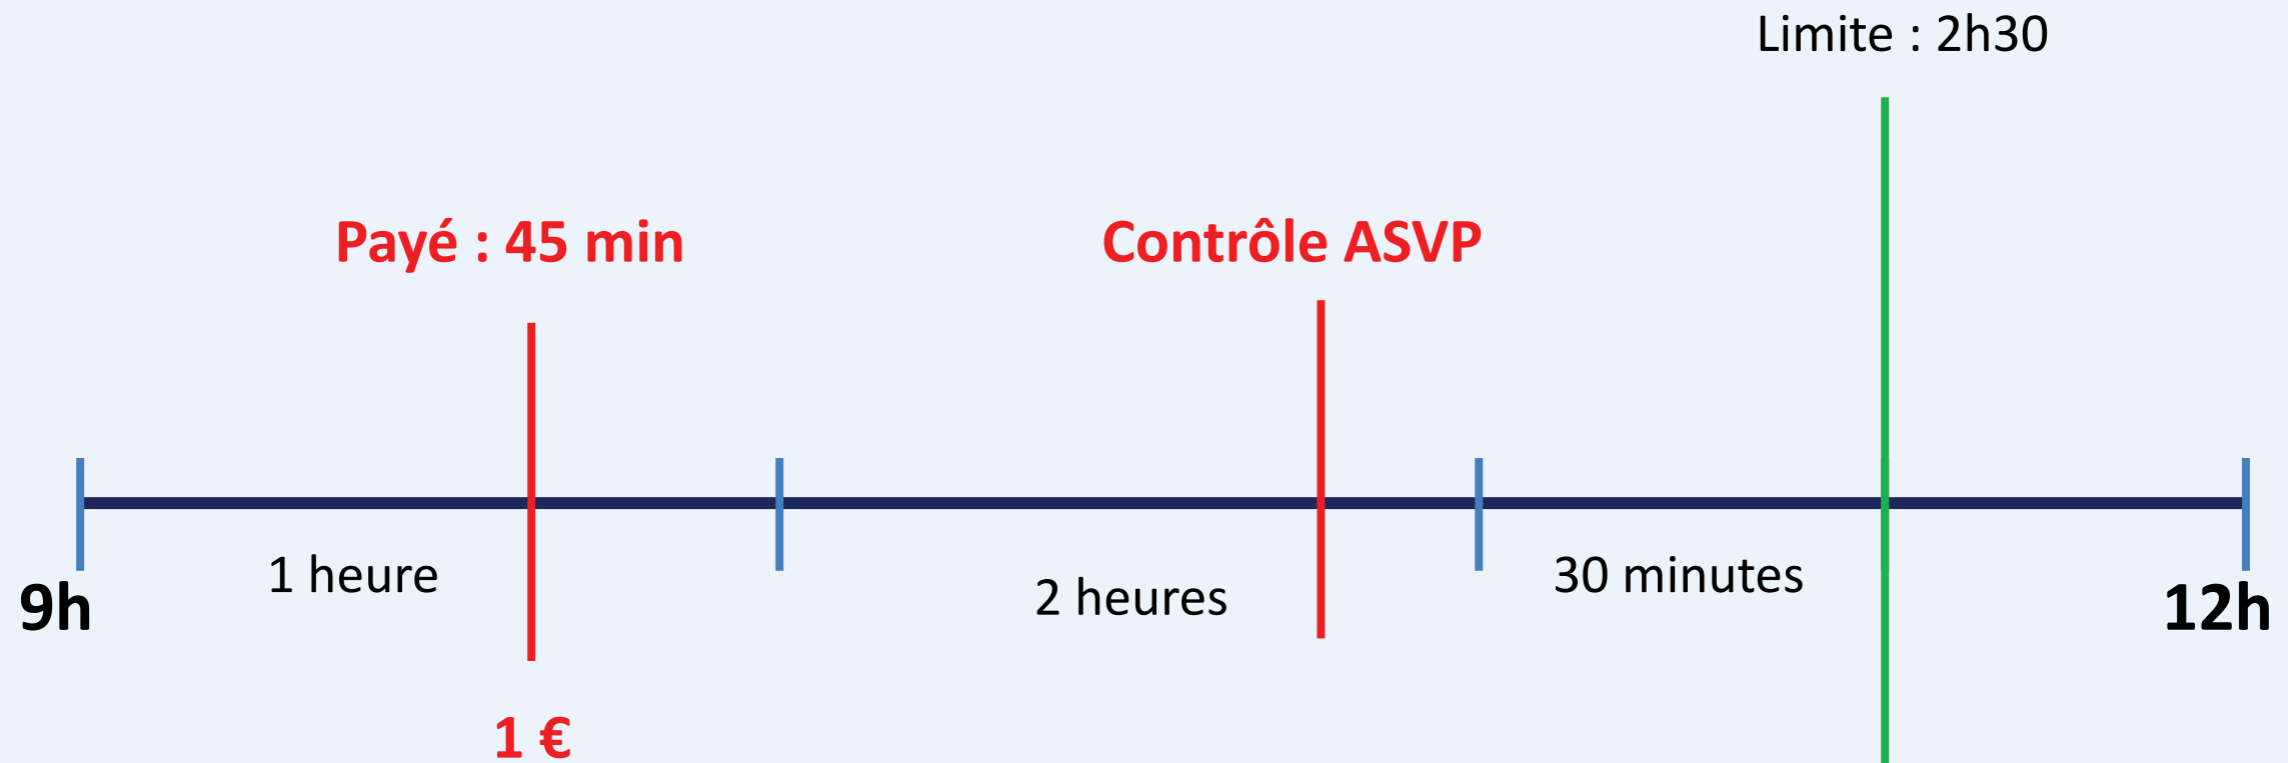 Limite : 2h30
Payé : 45 min
Contrôle ASVP
1 heure
2 heures
30 minutes
9h
12h
1 €